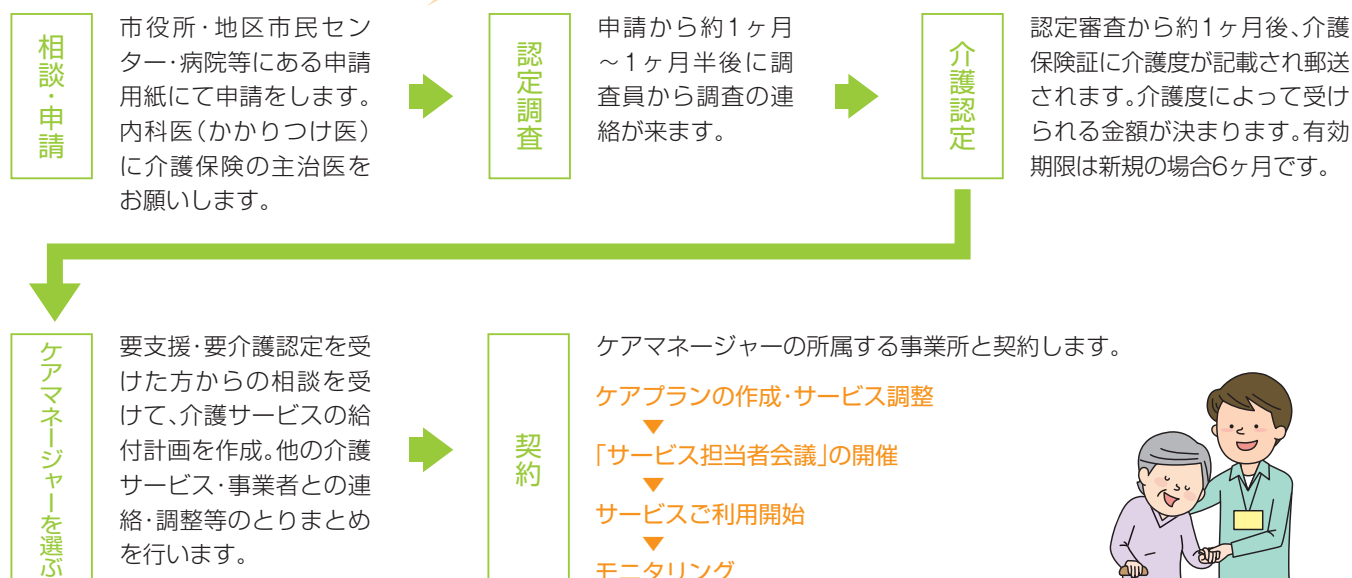 相談・申請
市役所・地区市民セン
ター・病院等にある申請
用紙にて申請をします。
内科医（かかりつけ医）
に介護保険の主治医を
お願いします。
認定調査
申請から約1ヶ月
～1ヶ月半後に調
査員から調査の連
絡が来ます。
介護認定
認定審査から約1ヶ月後、介護
保険証に介護度が記載され郵送
されます。介護度によって受け
られる金額が決まります。有効
期限は新規の場合6ヶ月です。
ケアマネージャーを選ぶ
要支援・要介護認定を受
けた方からの相談を受
けて、介護サービスの給
付計画を作成。他の介護
サービス・事業者との連
絡・調整等のとりまとめ
を行います。
契約
ケアマネージャーの所属する事業所と契約します。
ケアプランの作成・サービス調整
「サービス担当者会議」の開催
サービスご利用開始
モニタリング